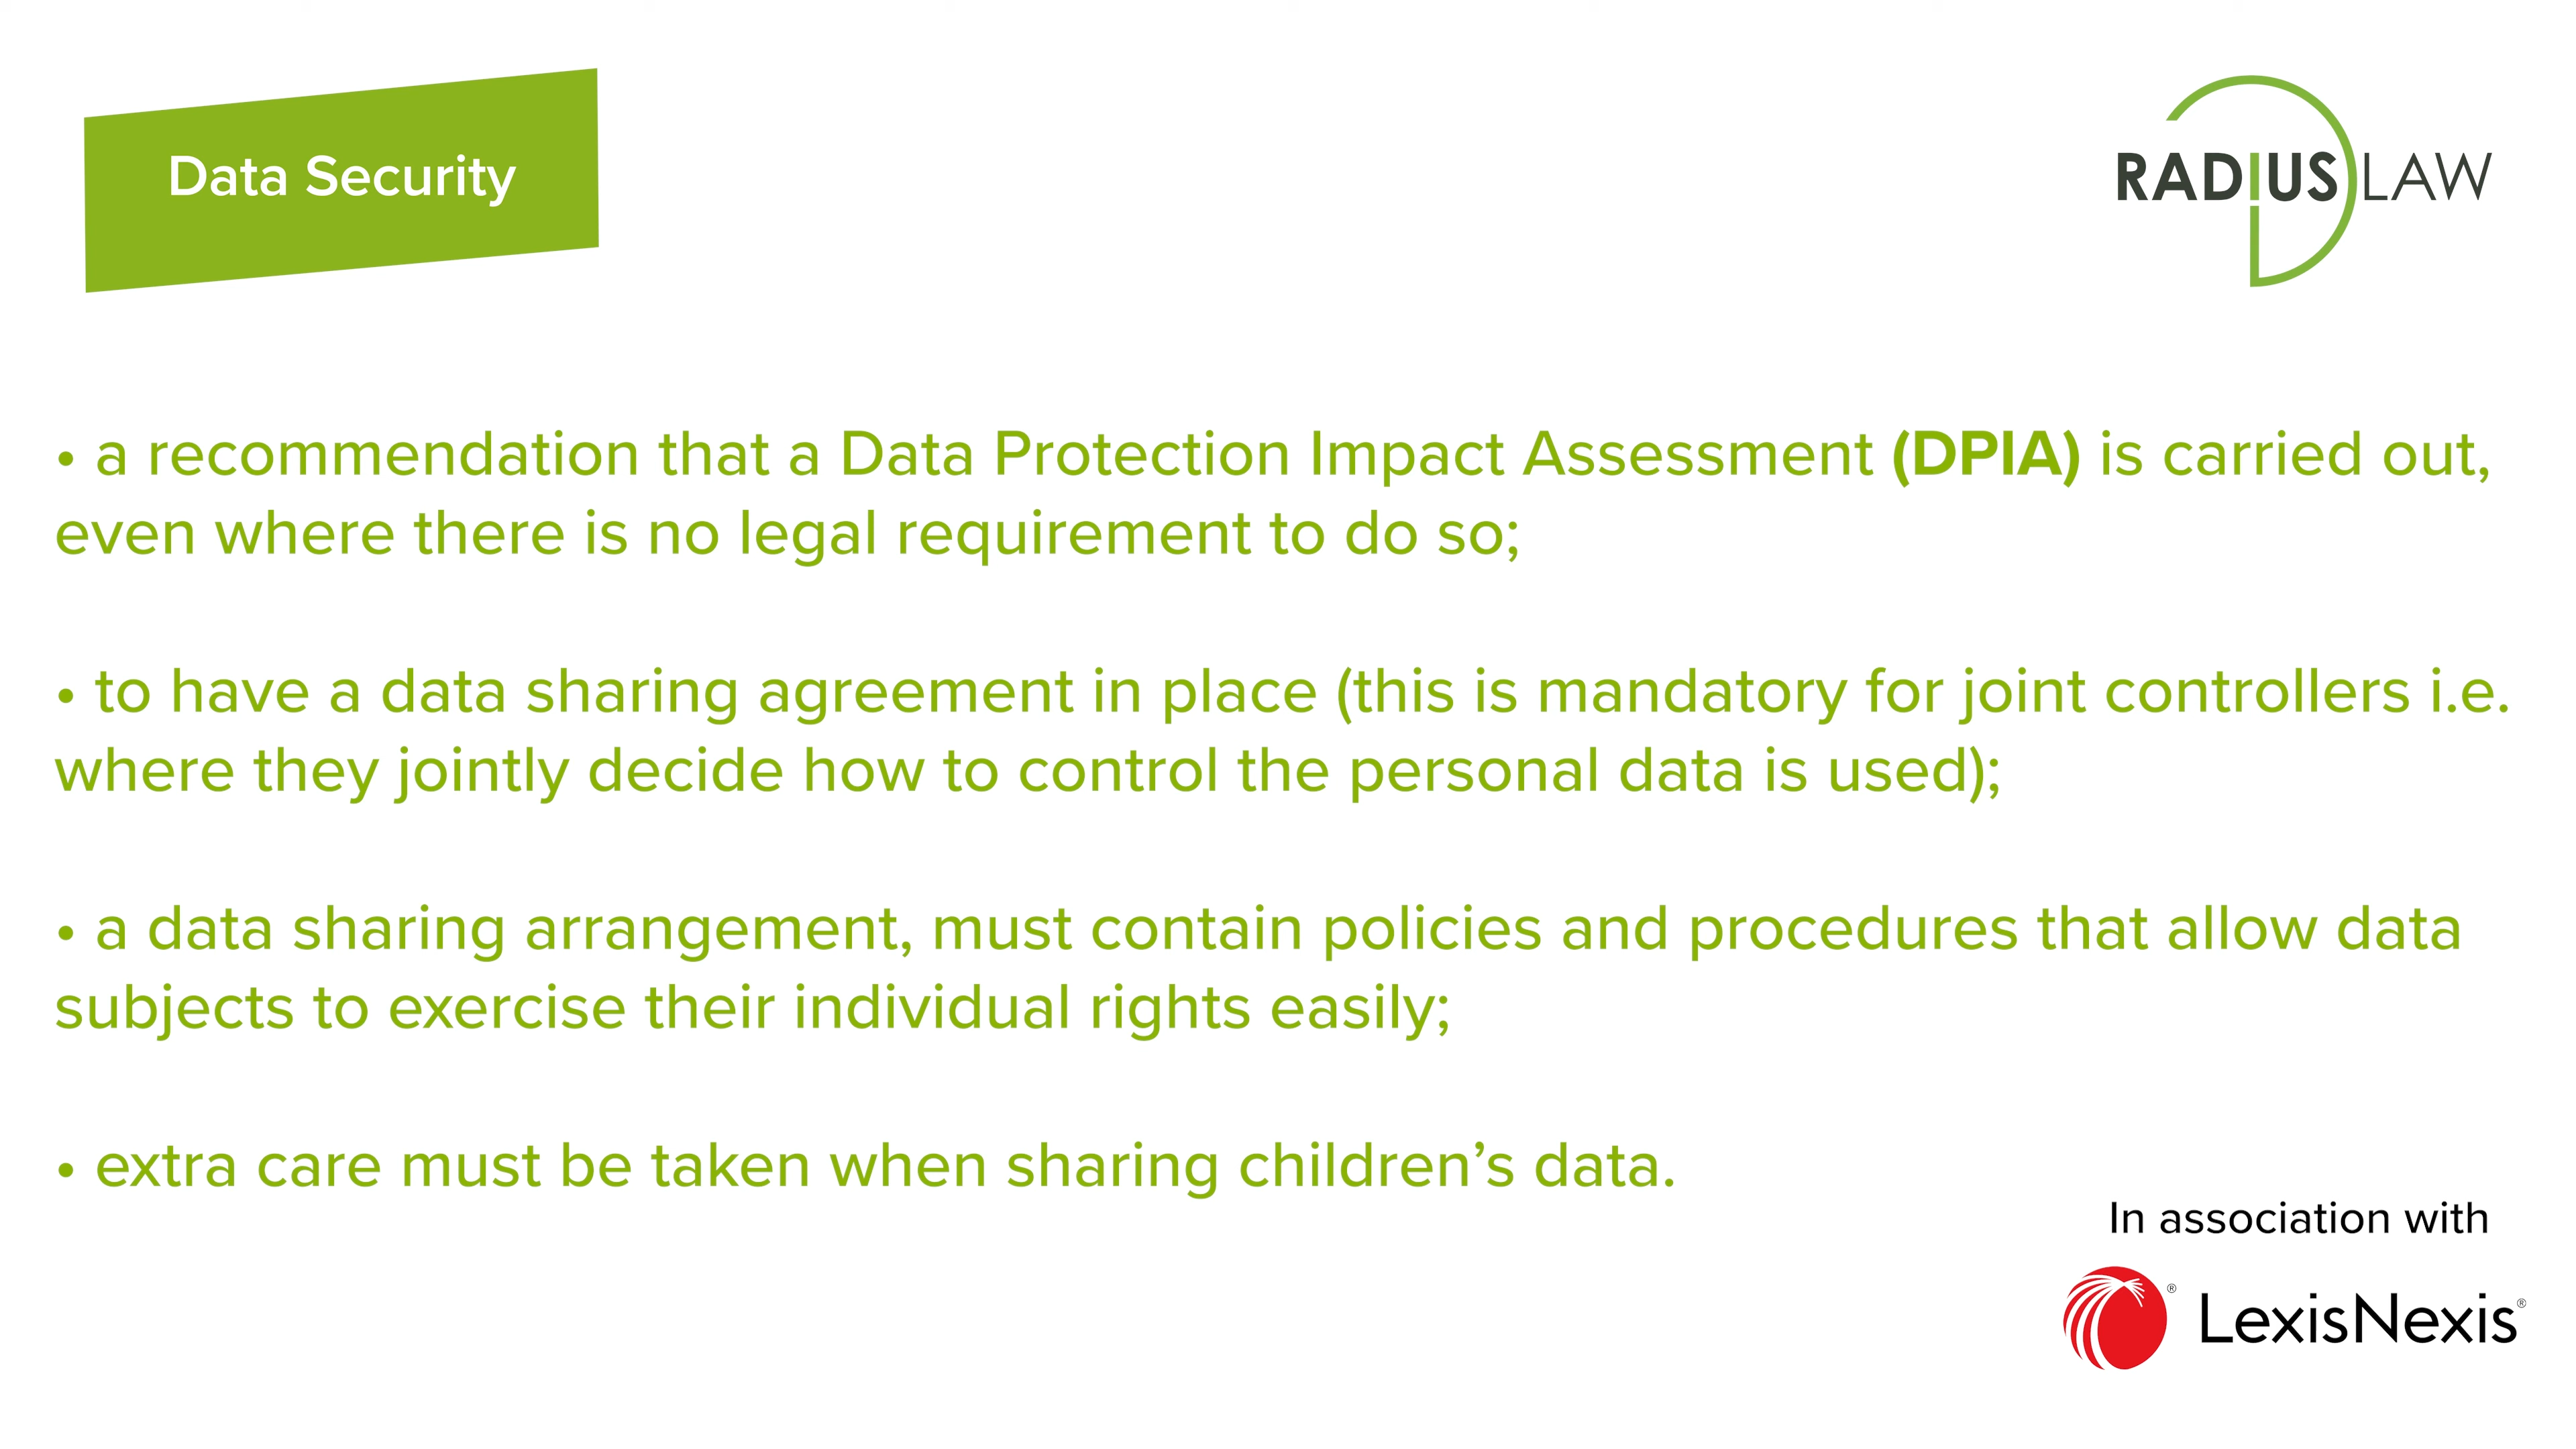 Data Security
RADIUS LAW
• a recommendation that a Data Protection Impact Assessment (DPIA) is carried out,
even where there is no legal requirement to do so;
• to have a data sharing agreement in place (this is mandatory for joint controllers i.e.
where they jointly decide how to control the personal data is used);
• a data sharing arrangement, must contain policies and procedures that allow data
subjects to exercise their individual rights easily;
• extra care must be taken when sharing children’s data.
In association with
® LexisNexis®